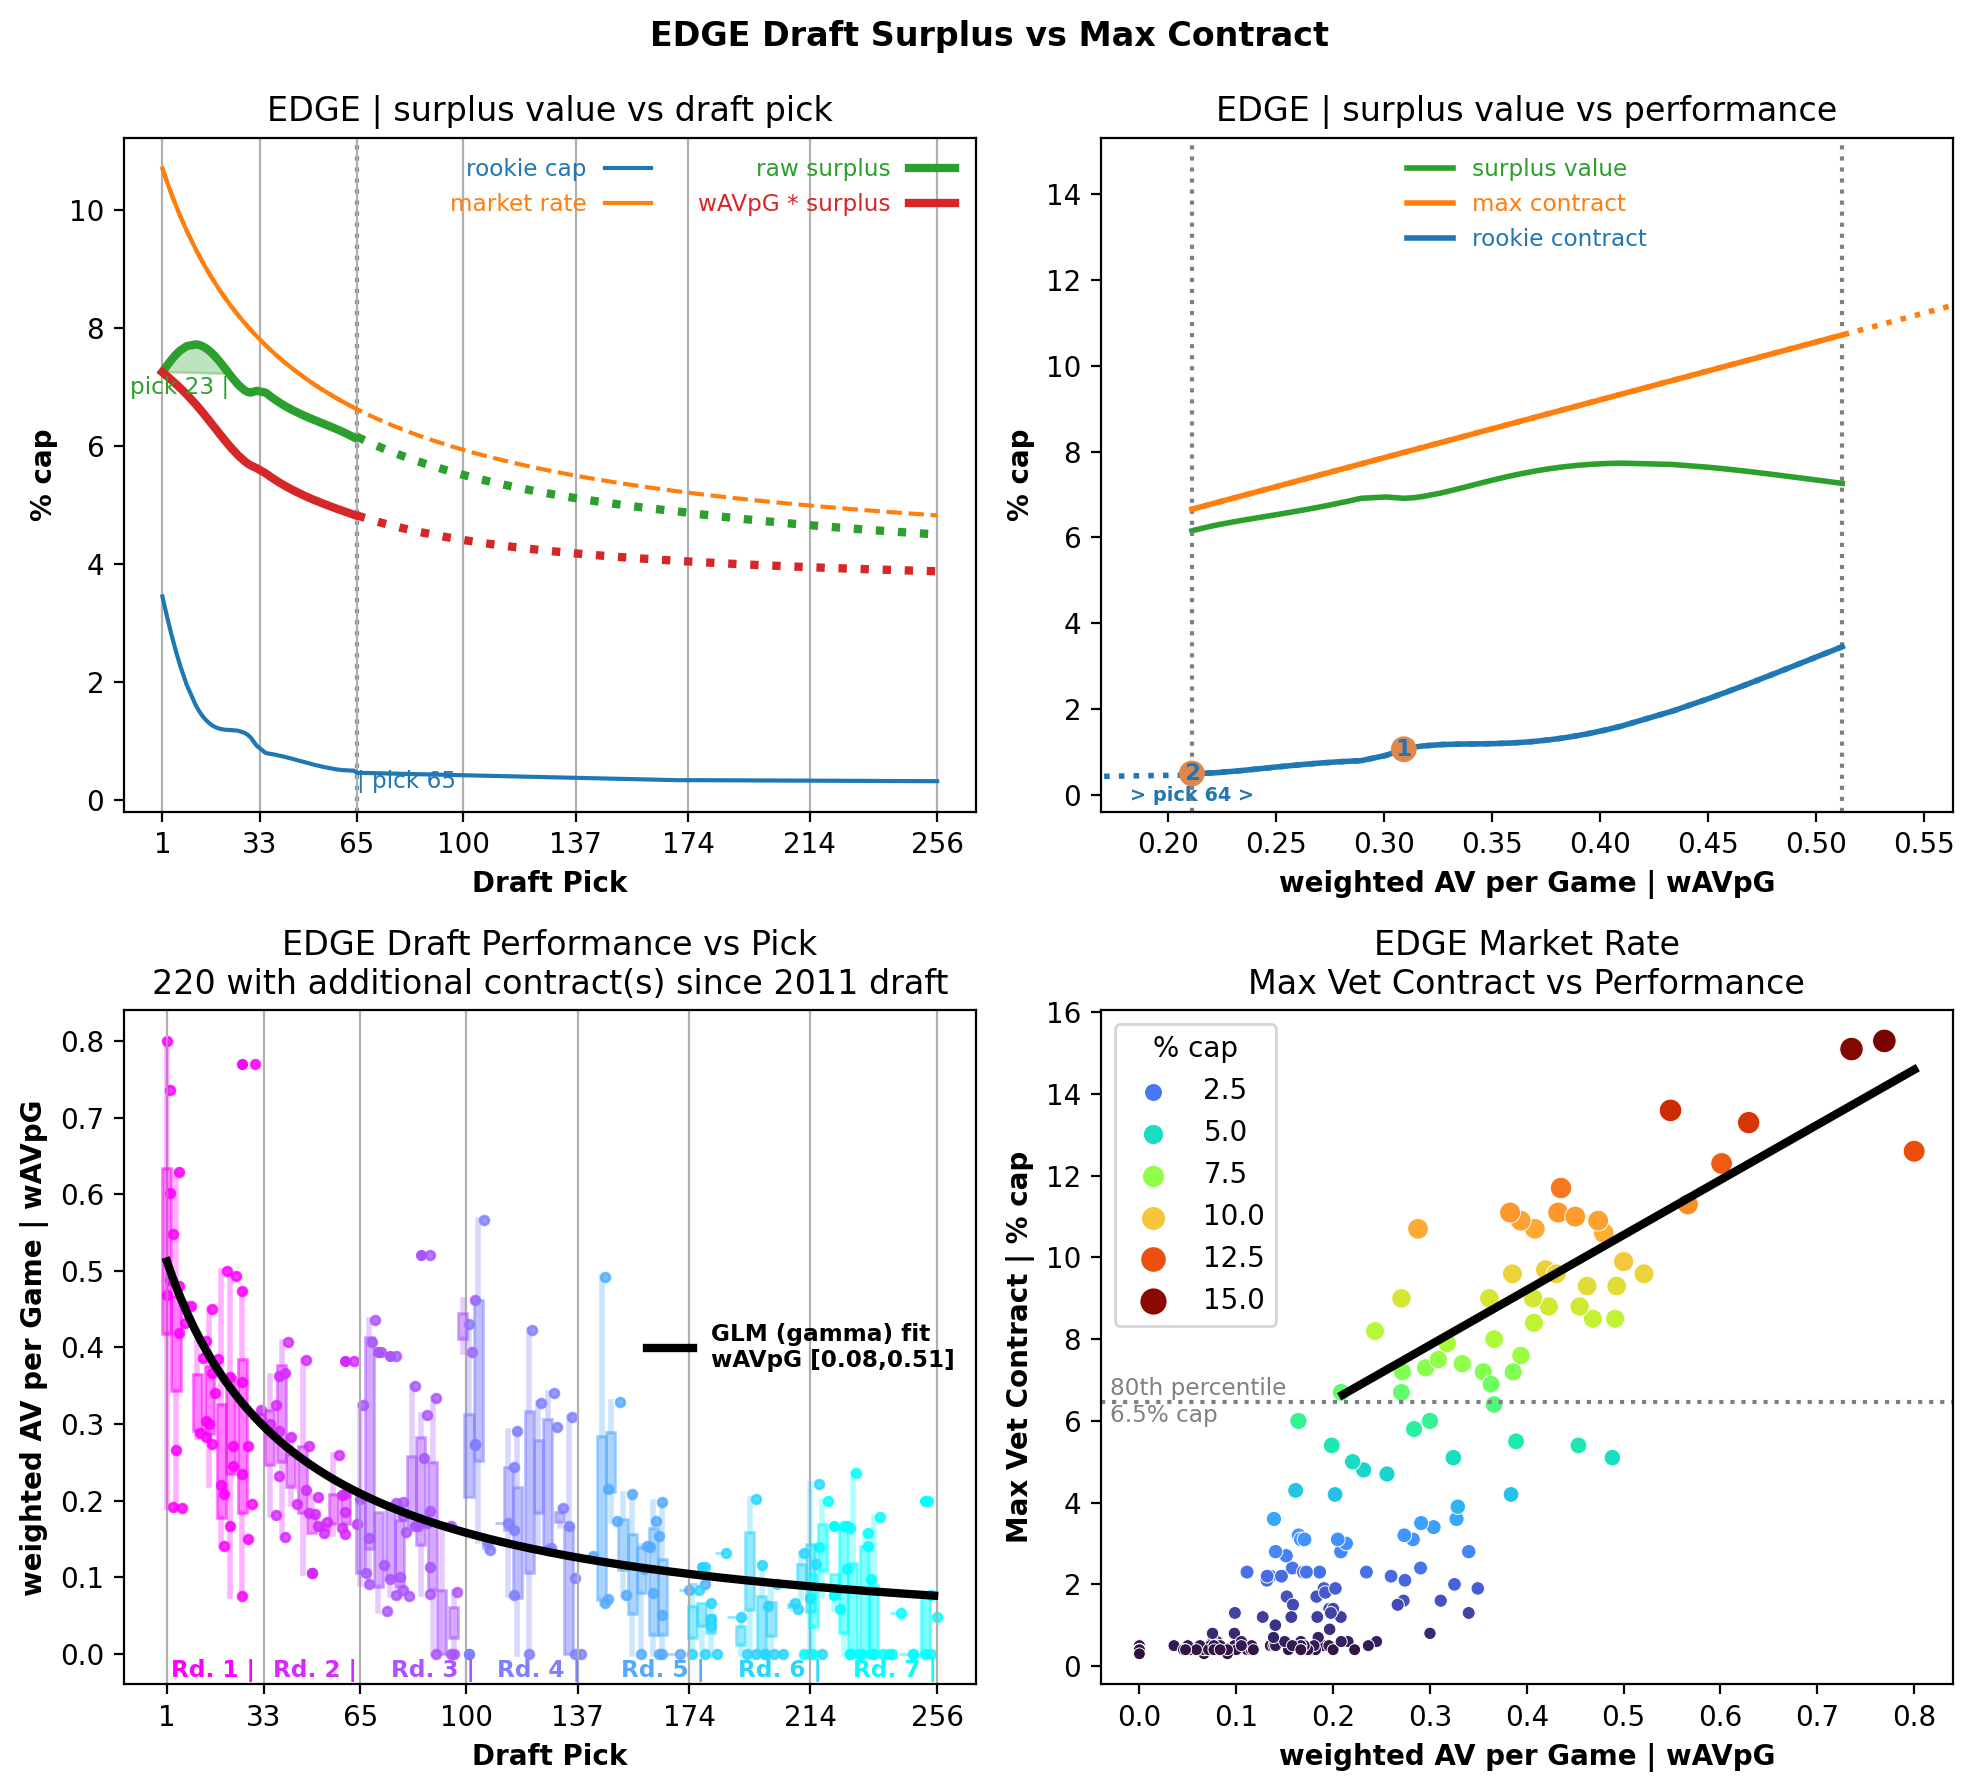 EDGE Draft Surplus vs Max Contract
EDGE | surplus value vs draft pick
rookie cap
market rate
raw surplus
wAVpG * surplus
pick 23 |
| pick 65
% cap
0
2
4
6
8
10
1
33
65
100
137
174
214
256
Draft Pick
EDGE | surplus value vs performance
surplus value
max contract
rookie contract
1
2
> pick 64 >
% cap
0
2
4
6
8
10
12
14
0.20
0.25
0.30
0.35
0.40
0.45
0.50
0.55
weighted AV per Game | wAVpG
EDGE Draft Performance vs Pick
220 with additional contract(s) since 2011 draft
GLM (gamma) fit
wAVpG [0.08,0.51]
Rd. 1 |
Rd. 2 |
Rd. 3 |
Rd. 4 |
Rd. 5 |
Rd. 6 |
Rd. 7 |
weighted AV per Game | wAVpG
0.0
0.1
0.2
0.3
0.4
0.5
0.6
0.7
0.8
1
33
65
100
137
174
214
256
Draft Pick
EDGE Market Rate
Max Vet Contract vs Performance
% cap
2.5
5.0
7.5
10.0
12.5
15.0
80th percentile
6.5% cap
Max Vet Contract | % cap
0
2
4
6
8
10
12
14
16
0.0
0.1
0.2
0.3
0.4
0.5
0.6
0.7
0.8
weighted AV per Game | wAVpG